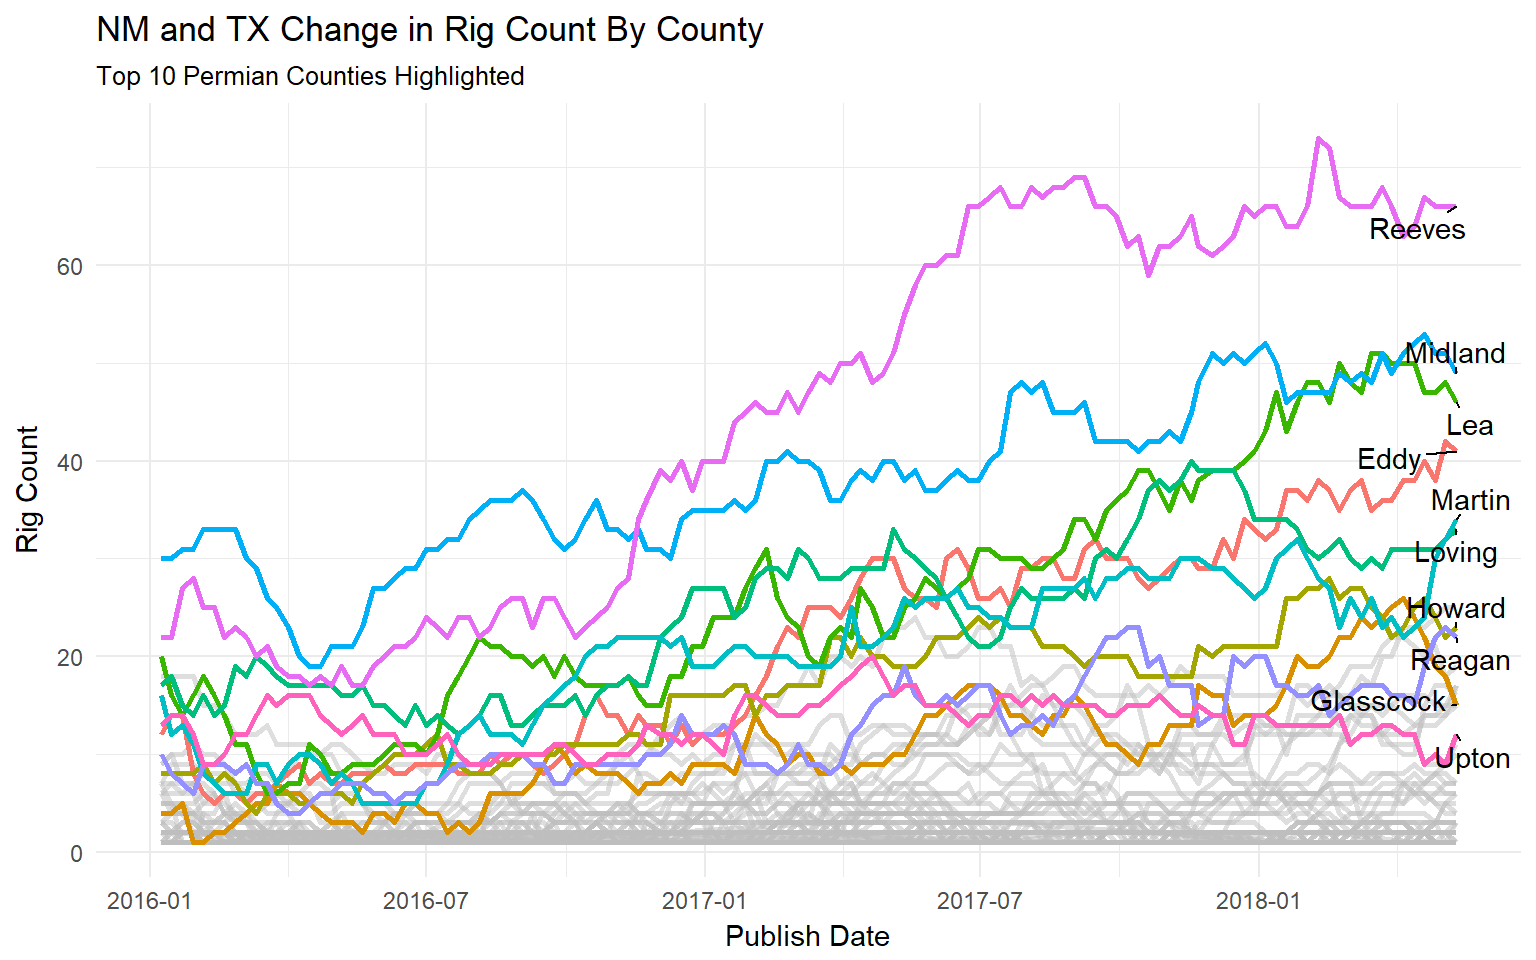 NM and TX Change in Rig Count By County
Top 10 Permian Counties Highlighted
Rig Count
60
40
20
0
Reeves
Midland
Lea
Eddy
Martin
Loving
Howard
Reagan
Glasscock
Upton
2016-01
2016-07
2017-01
2017-07
2018-01
Publish Date